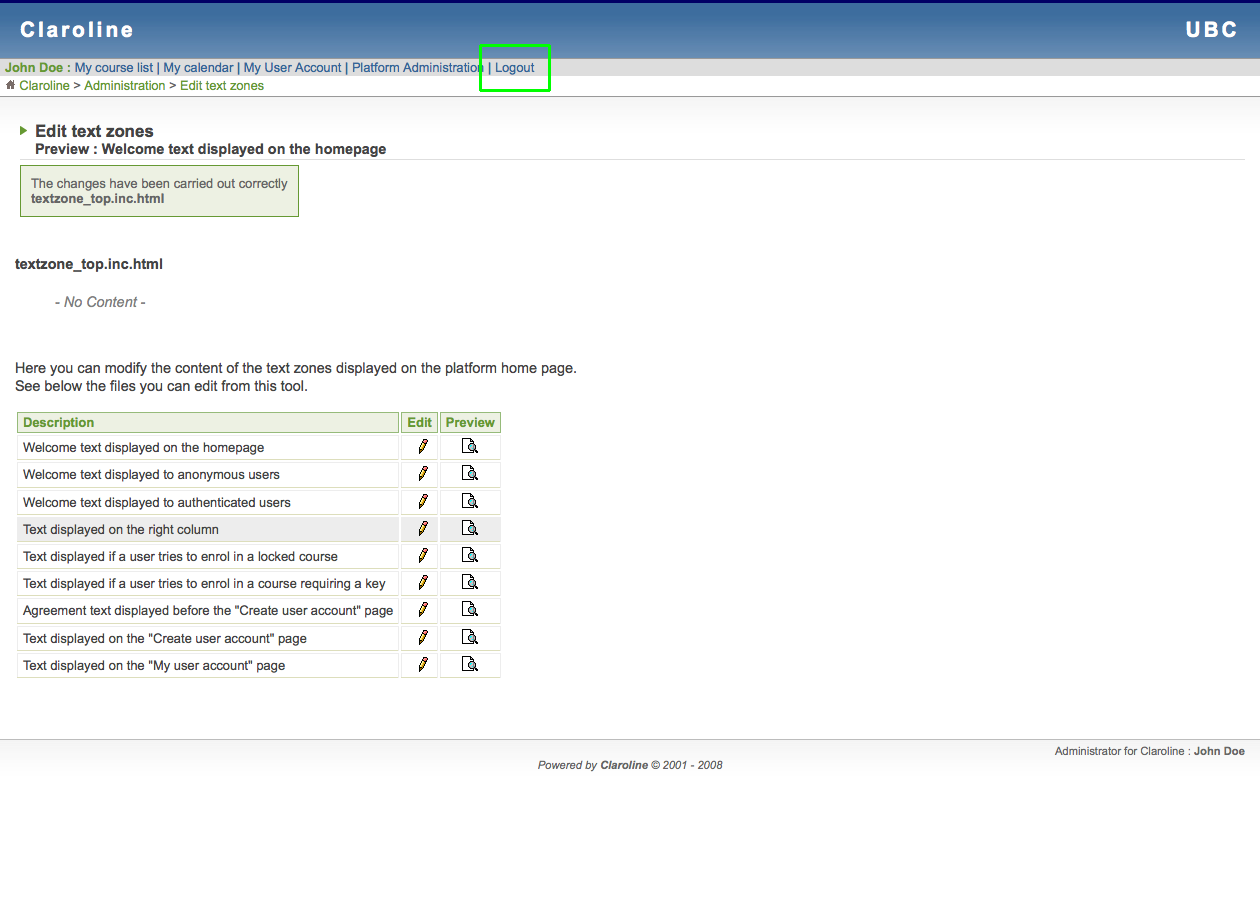 Claroline UBC
John Doe : My course list | My calendar | My User Account | Platform Administration | Logout
Claroline > Administration > Edit text zones
Edit text zones
Preview : Welcome text displayed on the homepage
The changes have been carried out correctly
textzone_top.inc.html
textzone_top.inc.html
- No Content -
Here you can modify the content of the text zones displayed on the platform home page.
See below the files you can edit from this tool.
Description Edit Preview
Welcome text displayed on the homepage
Welcome text displayed to anonymous users
Welcome text displayed to authenticated users
Text displayed on the right column
Text displayed if a user tries to enrol in a locked course
Text displayed if a user tries to enrol in a course requiring a key
Agreement text displayed before the "Create user account" page
Text displayed on the "Create user account" page
Text displayed on the "My user account" page
Administrator for Claroline : John Doe
Powered by Claroline © 2001 - 2008